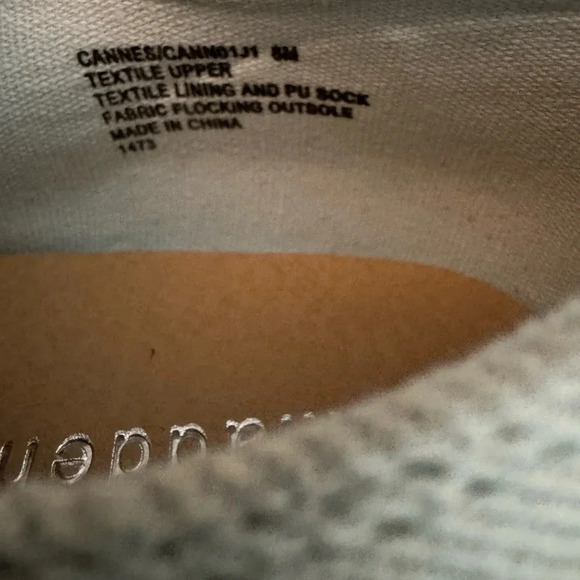 CANNES/CANN01J1 8M
TEXTILE UPPER
TEXTILE LINING AND PU SOCK
FABRIC FLOCKING OUTSOLE
MADE IN CHINA
1473